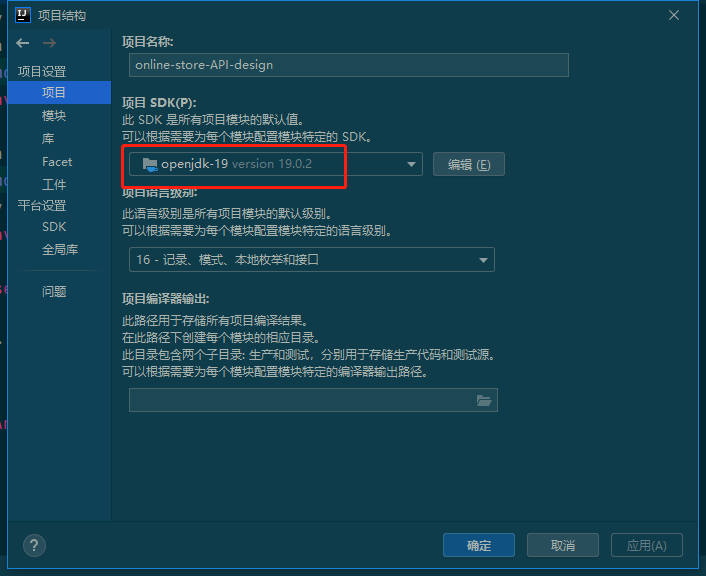 项目结构
项目设置
项目
模块
库
Facet
工件
平台设置
SDK
全局库
问题
项目名称:
online-store-API-design
项目 SDK(P):
此 SDK 是所有项目模块的默认值。
可以根据需要为每个模块配置模块特定的 SDK。
openjdk-19 version 19.0.2
编辑 (E)
项目语言级别:
此语言级别是所有项目模块的默认级别。
可以根据需要为每个模块配置模块特定的语言级别。
16 - 记录、模式、本地枚举和接口
项目编译器输出:
此路径用于存储所有项目编译结果。
在此路径下创建每个模块的相应目录。
此目录包含两个子目录: 生产和测试，分别用于存储生产代码和测试源。
可以根据需要为每个模块配置模块特定的编译器输出路径。
?
确定
取消
应用(A)